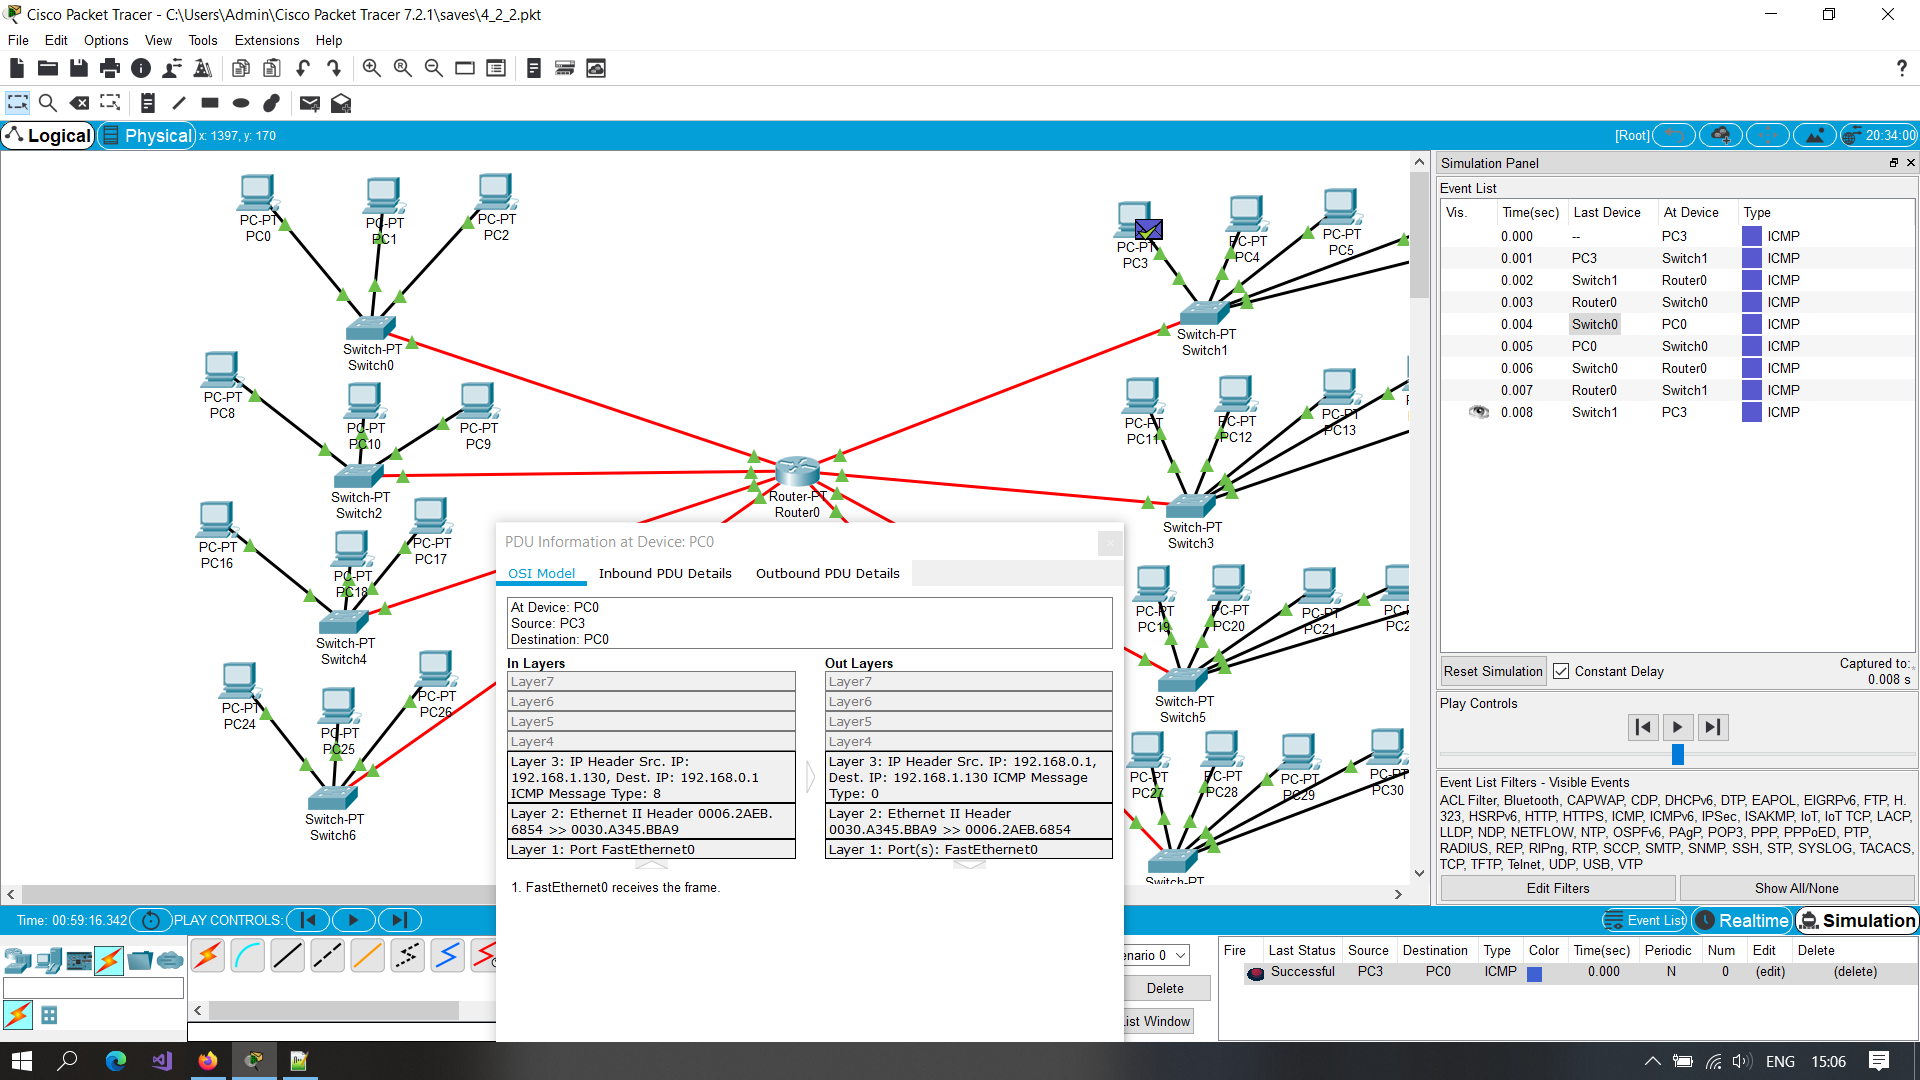 Cisco Packet Tracer - C:\Users\Admin\Cisco Packet Tracer 7.2.1\saves\4_2_2.pkt
File Edit Options View Tools Extensions Help
Logical Physical x: 1397, y: 170
[Root] 20:34:00
PC-PT
PC0
PC-PT
PC1
PC-PT
PC2
Switch-PT
Switch0
PC-PT
PC8
PC-PT
PC10
PC-PT
PC9
Switch-PT
Switch2
PC-PT
PC16
PC-PT
PC18
PC-PT
PC17
Switch-PT
Switch4
PC-PT
PC24
PC-PT
PC25
PC-PT
PC26
Switch-PT
Switch6
Router-PT
Router0
PC-PT
PC3
PC-PT
PC4
PC-PT
PC5
Switch-PT
Switch1
PC-PT
PC11
PC-PT
PC12
PC-PT
PC13
Switch-PT
Switch3
PC-PT
PC19
PC-PT
PC20
PC-PT
PC21
Switch-PT
Switch5
PC-PT
PC27
PC-PT
PC28
PC-PT
PC29
PC-PT
PC30
Switch-PT
PDU Information at Device: PC0
OSI Model Inbound PDU Details Outbound PDU Details
At Device: PC0
Source: PC3
Destination: PC0
In Layers
Layer7
Layer6
Layer5
Layer4
Layer 3: IP Header Src. IP:
192.168.1.130, Dest. IP: 192.168.0.1
ICMP Message Type: 8
Layer 2: Ethernet II Header 0006.2AEB.
6854 >> 0030.A345.BBA9
Layer 1: Port FastEthernet0
Out Layers
Layer7
Layer6
Layer5
Layer4
Layer 3: IP Header Src. IP: 192.168.0.1,
Dest. IP: 192.168.1.130 ICMP Message
Type: 0
Layer 2: Ethernet II Header
0030.A345.BBA9 >> 0006.2AEB.6854
Layer 1: Port(s): FastEthernet0
1. FastEthernet0 receives the frame.
Simulation Panel
Event List
Vis. Time(sec) Last Device At Device Type
0.000 -- PC3 ICMP
0.001 PC3 Switch1 ICMP
0.002 Switch1 Router0 ICMP
0.003 Router0 Switch0 ICMP
0.004 Switch0 PC0 ICMP
0.005 PC0 Switch0 ICMP
0.006 Switch0 Router0 ICMP
0.007 Router0 Switch1 ICMP
0.008 Switch1 PC3 ICMP
Reset Simulation Constant Delay
Captured to:
0.008 s
Play Controls
Event List Filters - Visible Events
ACL Filter, Bluetooth, CAPWAP, CDP, DHCPv6, DTP, EAPOL, EIGRPv6, FTP, H.
323, HSRPv6, HTTP, HTTPS, ICMP, ICMPv6, IPSec, ISAKMP, IoT, IoT TCP, LACP,
LLDP, NDP, NETFLOW, NTP, OSPFv6, PAgP, POP3, PPP, PPPoED, PTP,
RADIUS, REP, RIPng, RTP, SCCP, SMTP, SNMP, SSH, STP, SYSLOG, TACACS,
TCP, TFTP, Telnet, UDP, USB, VTP
Edit Filters Show All/None
Time: 00:59:16.342 PLAY CONTROLS:
Event List Realtime Simulation
enario 0
Delete
List Window
Fire Last Status Source Destination Type Color Time(sec) Periodic Num Edit Delete
Successful PC3 PC0 ICMP 0.000 N 0 (edit) (delete)
ENG 15:06